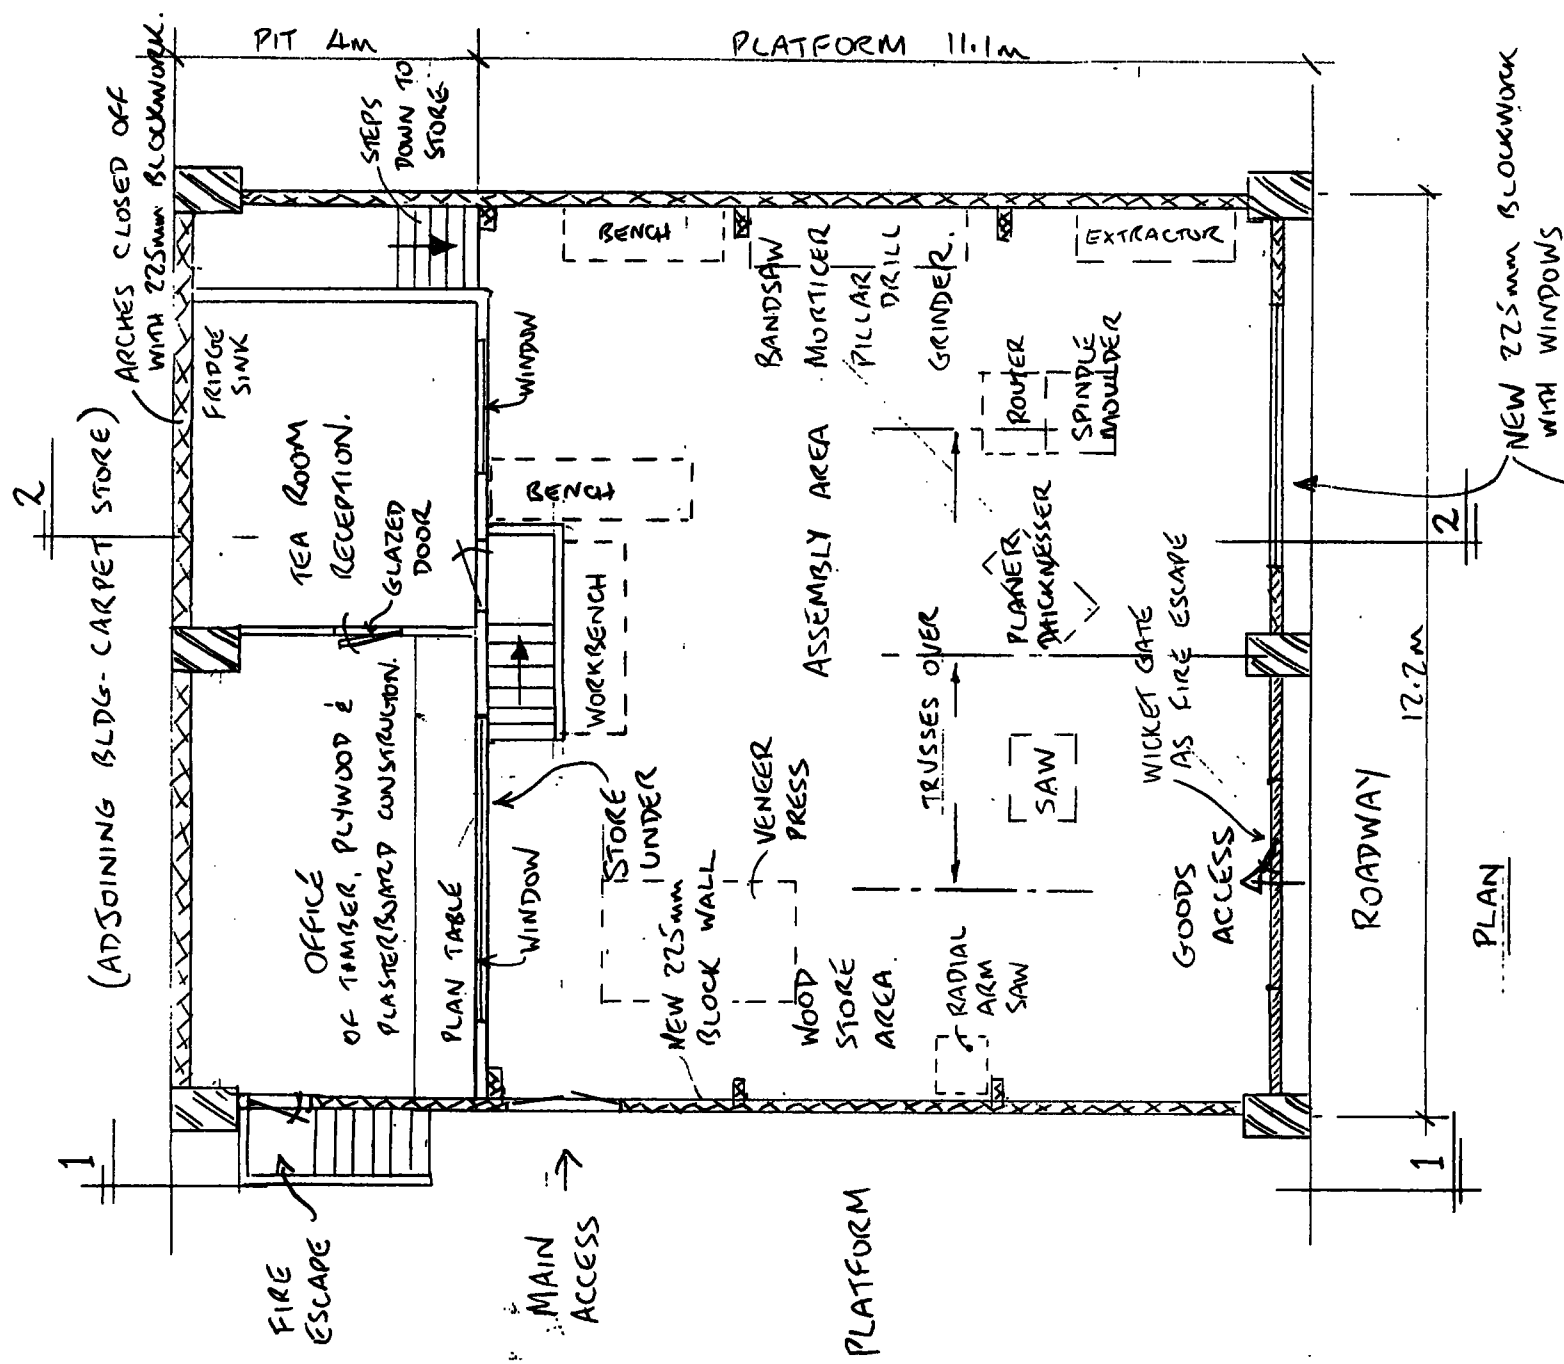 ARCHES CLOSED OFF
WITH 225mm BLOCKWORK.
PIT 4m
PLATFORM 11.1m
(ADJOINING BLDG- CARPET STORE)
STEPS
DOWN TO
STORE
2
FRIDGE
SINK
TEA ROOM
RECEPTION.
GLAZED
DOOR
WINDOW
BENCH
BENCH
BANDSAW
MORTICER
PILLAR DRILL
GRINDER.
EXTRACTOR
ROUTER
SPINDLE
MOULDER
NEW 225mm BLOCKWORK
WITH WINDOWS
OFFICE
OF TIMBER, PLYWOOD &
PLASTERBOARD CONSTRUCTION.
PLAN TABLE
WORKBENCH
ASSEMBLY AREA
PLANER
THICKNESSER
TRUSSES OVER
WICKET GATE
AS FIRE ESCAPE
2
12.2m
STORE
UNDER
WINDOW
VENEER
PRESS
SAW
NEW 225mm
BLOCK WALL
WOOD
STORE
AREA.
RADIAL
ARM
SAW
GOODS
ACCESS
ROADWAY
PLAN
1
FIRE
ESCAPE
MAIN
ACCESS
PLATFORM
1